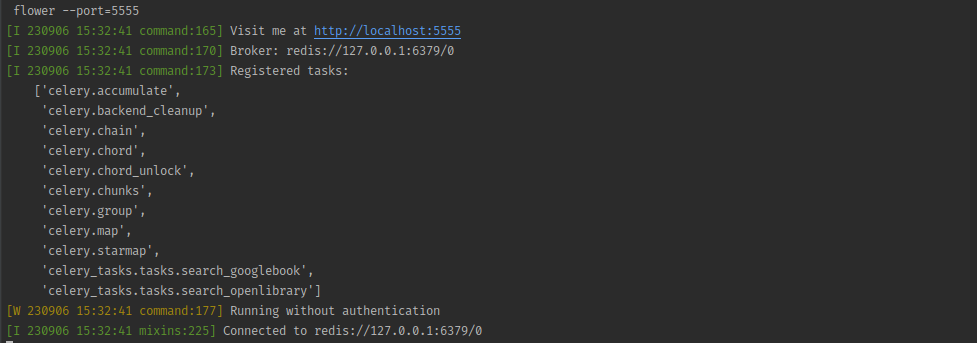 flower --port=5555
[I 230906 15:32:41 command:165] Visit me at http://localhost:5555
[I 230906 15:32:41 command:170] Broker: redis://127.0.0.1:6379/0
[I 230906 15:32:41 command:173] Registered tasks:
['celery.accumulate',
'celery.backend_cleanup',
'celery.chain',
'celery.chord',
'celery.chord_unlock',
'celery.chunks',
'celery.group',
'celery.map',
'celery.starmap',
'celery_tasks.tasks.search_googlebook',
'celery_tasks.tasks.search_openlibrary']
[W 230906 15:32:41 command:177] Running without authentication
[I 230906 15:32:41 mixins:225] Connected to redis://127.0.0.1:6379/0